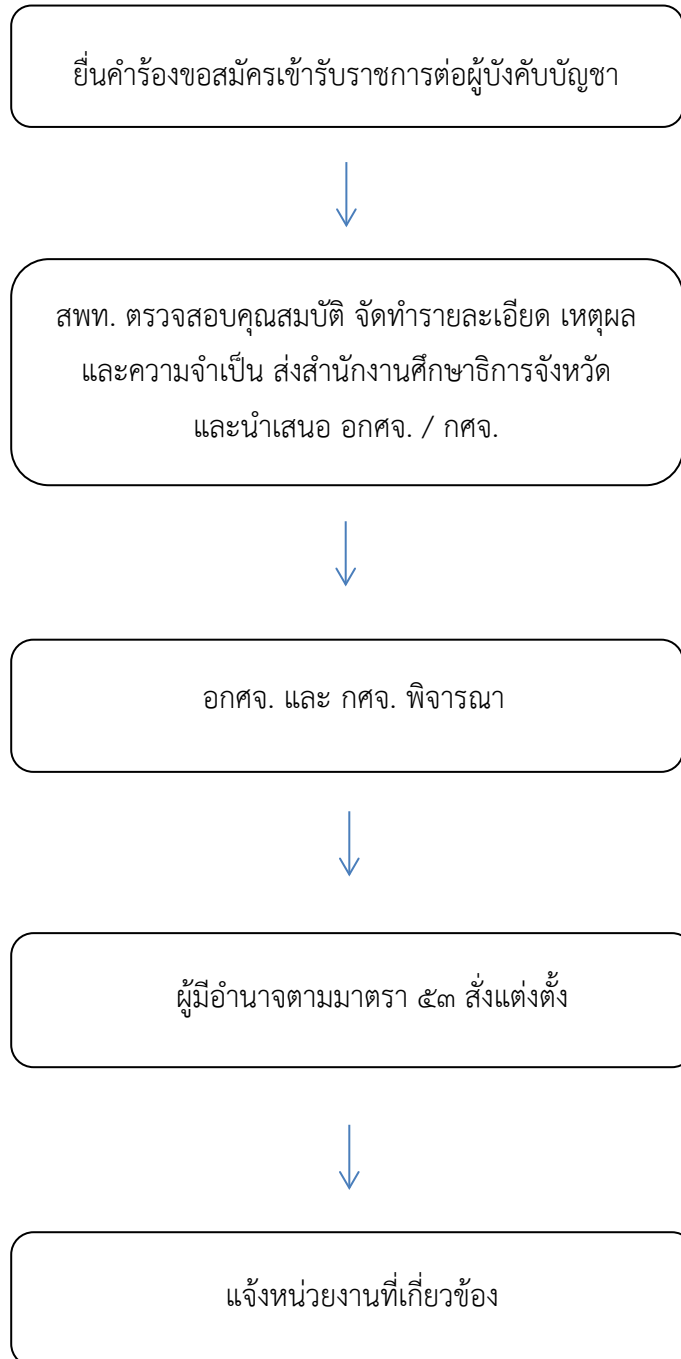 ยื่นคำร้องขอสมัครเข้ารับราชการต่อผู้บังคับบัญชา
สพท. ตรวจสอบคุณสมบัติ จัดทำรายละเอียด เหตุผล
และความจำเป็น ส่งสำนักงานศึกษาธิการจังหวัด
และนำเสนอ อกศจ. / กศจ.
อกศจ. และ กศจ. พิจารณา
ผู้มีอำนาจตามมาตรา ๕๓ สั่งแต่งตั้ง
แจ้งหน่วยงานที่เกี่ยวข้อง